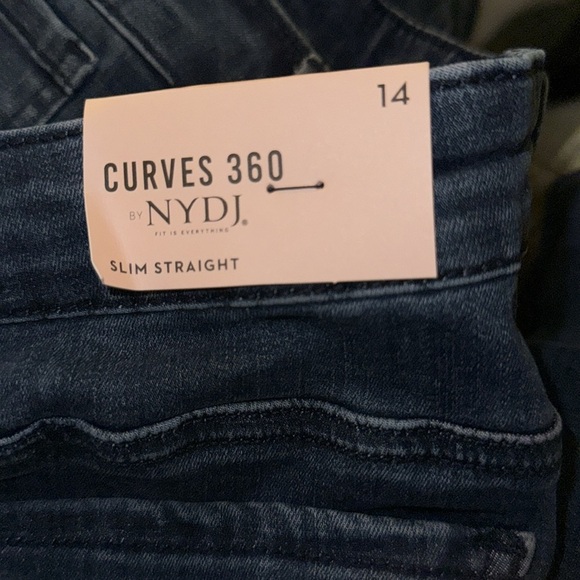 14
CURVES 360
BY NYDJ®
FIT IS EVERYTHING
SLIM STRAIGHT